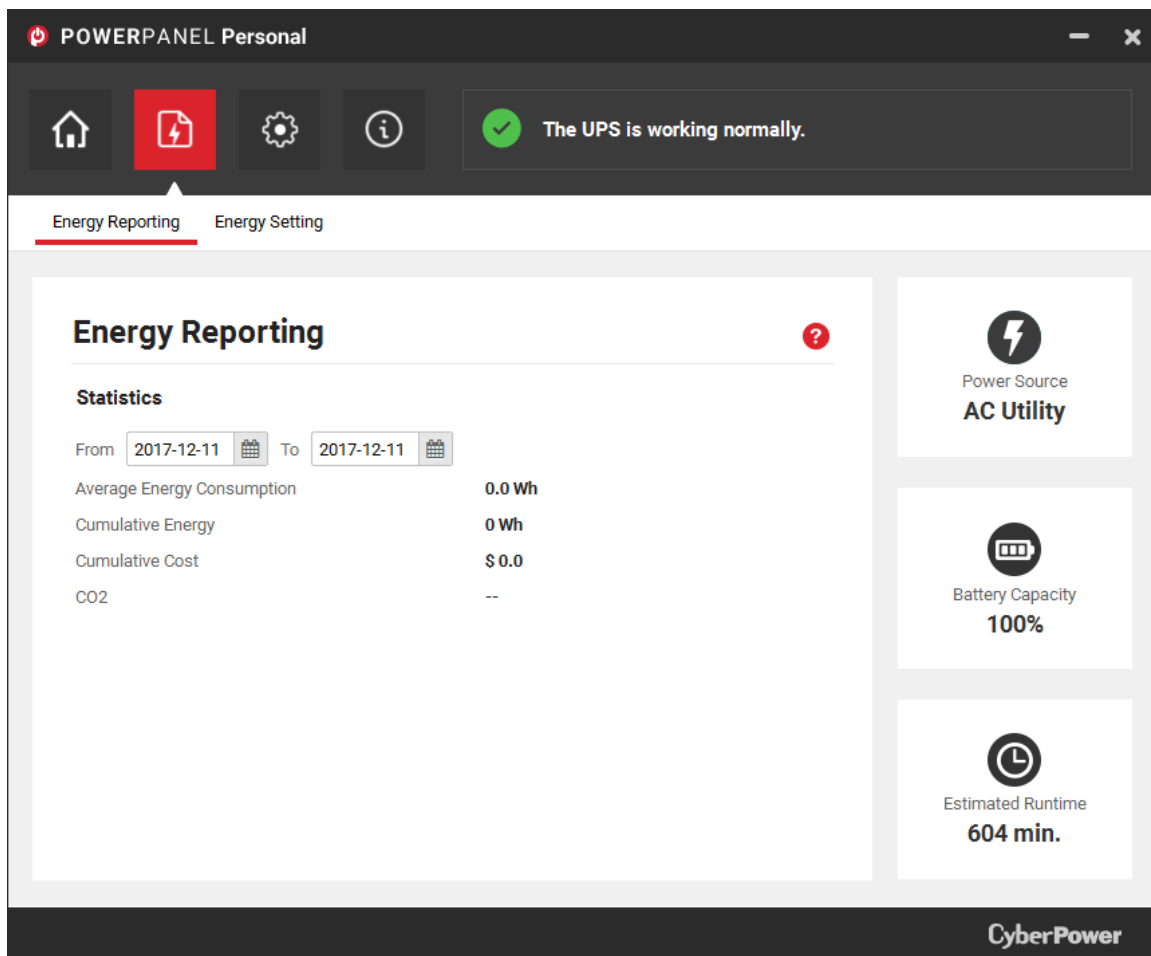 POWERPANEL Personal
The UPS is working normally.
Energy Reporting Energy Setting
Energy Reporting
?
Statistics
From 2017-12-11 To 2017-12-11
Average Energy Consumption 0.0 Wh
Cumulative Energy 0 Wh
Cumulative Cost $ 0.0
CO2 --
Power Source
AC Utility
Battery Capacity
100%
Estimated Runtime
604 min.
CyberPower